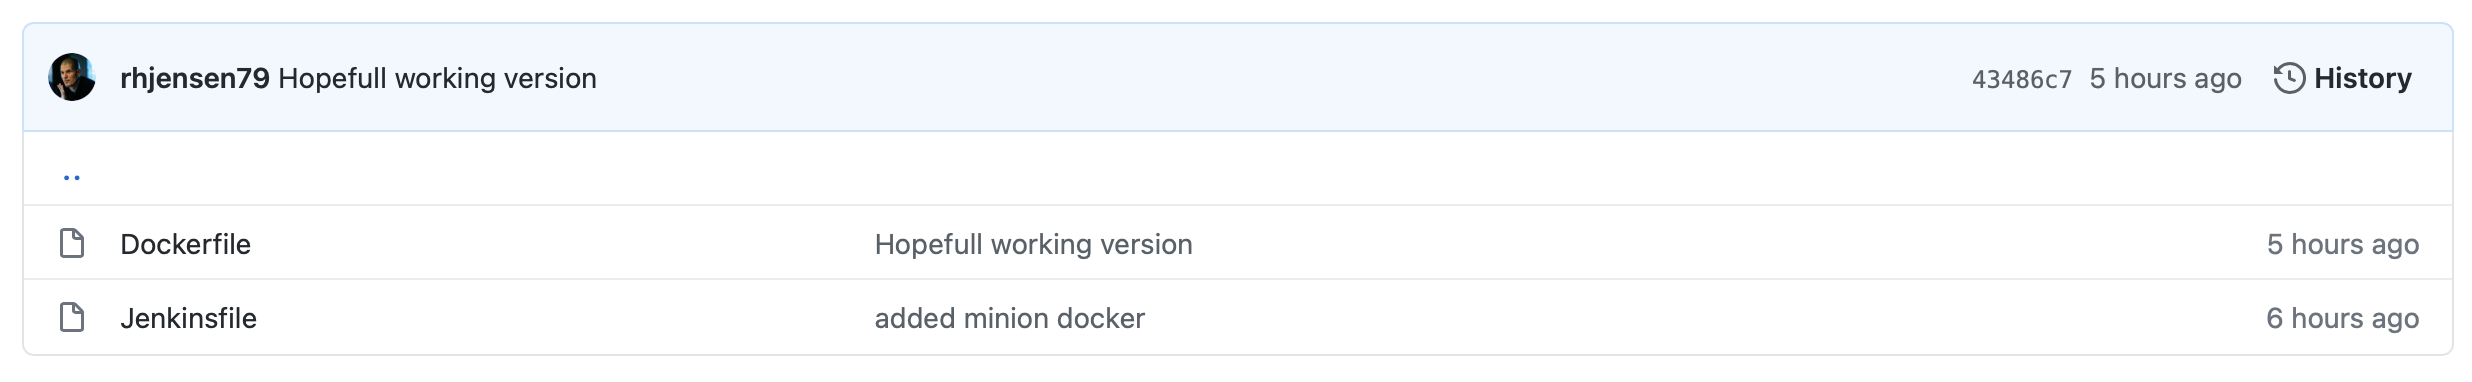 rhjensen79 Hopefull working version 43486c7 5 hours ago History
..
Dockerfile Hopefull working version 5 hours ago
Jenkinsfile added minion docker 6 hours ago